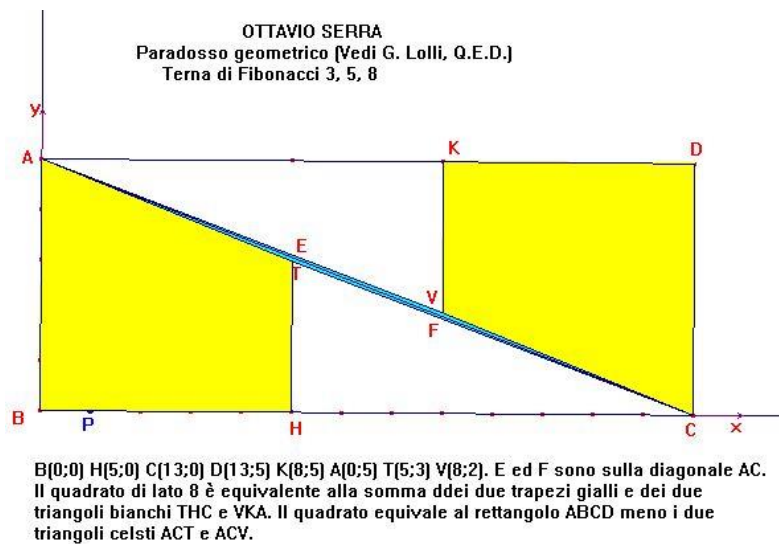 OTTAVIO SERRA
Paradosso geometrico (Vedi G. Lolli, Q.E.D.)
Terna di Fibonacci 3, 5, 8
y
A
K
D
E
T
V
F
B
P
H
C
x
B(0;0) H(5;0) C(13;0) D(13;5) K(8;5) A(0;5) T(5;3) V(8;2). E ed F sono sulla diagonale AC.
Il quadrato di lato 8 è equivalente alla somma ddei due trapezi gialli e dei due
triangoli bianchi THC e VKA. Il quadrato equivale al rettangolo ABCD meno i due
triangoli celsti ACT e ACV.